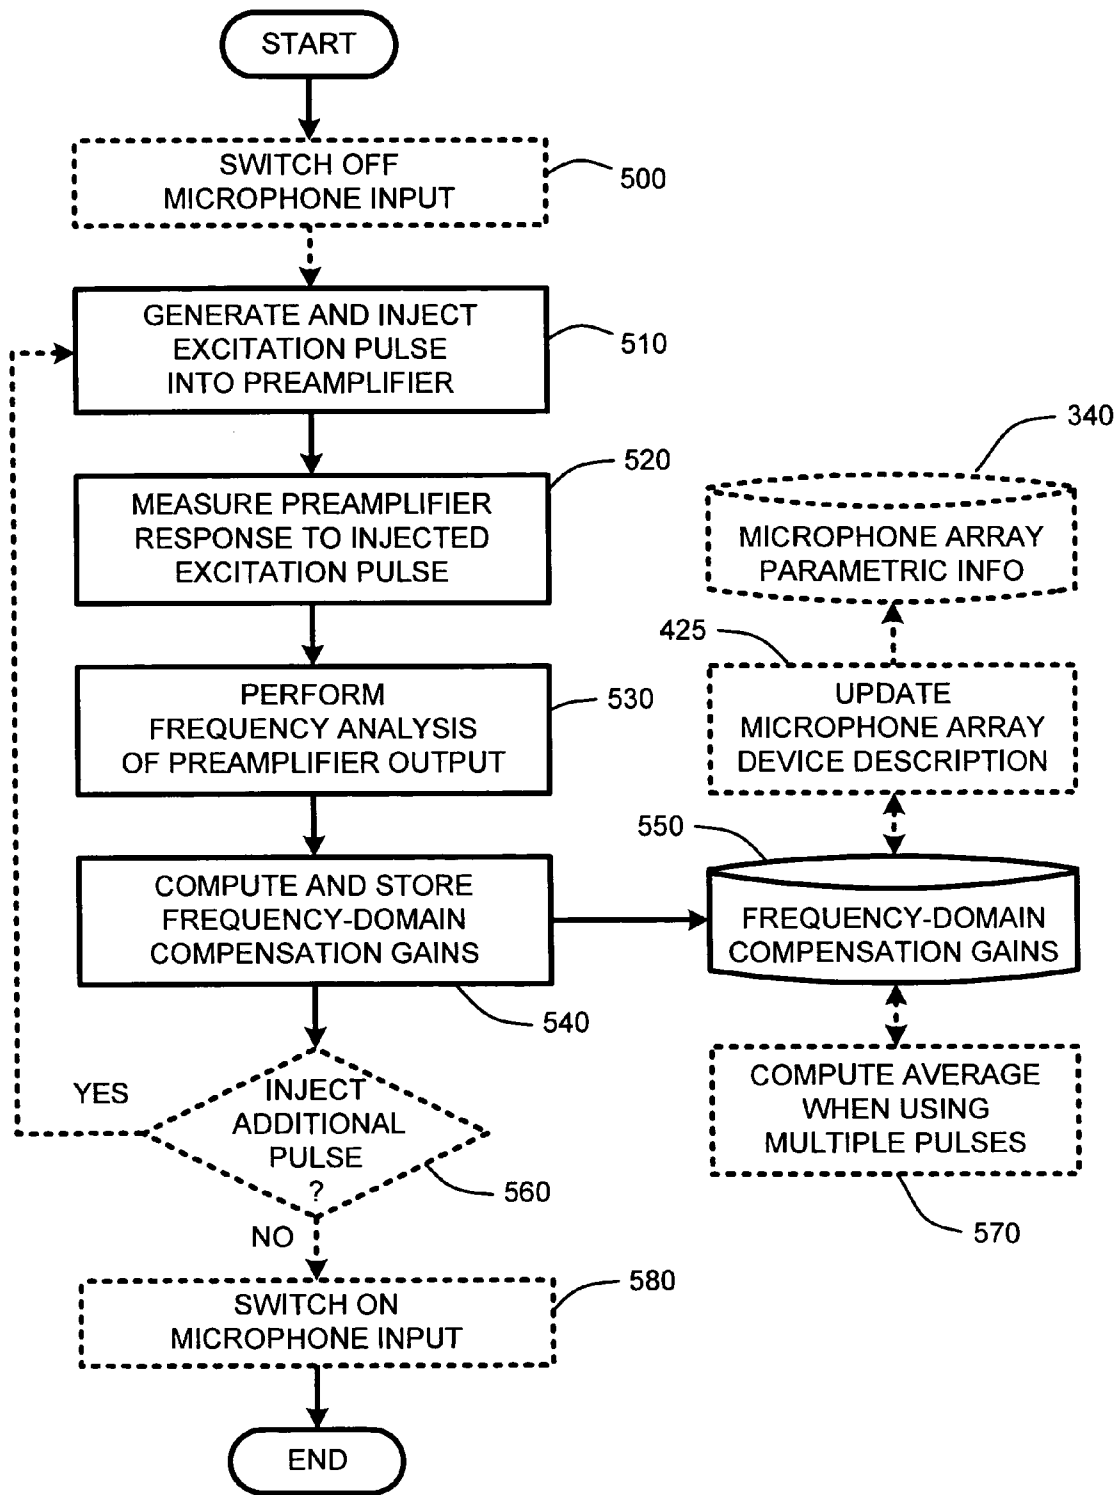 START
SWITCH OFF
MICROPHONE INPUT
500
GENERATE AND INJECT
EXCITATION PULSE
INTO PREAMPLIFIER
510
MEASURE PREAMPLIFIER
RESPONSE TO INJECTED
EXCITATION PULSE
520
PERFORM
FREQUENCY ANALYSIS
OF PREAMPLIFIER OUTPUT
530
COMPUTE AND STORE
FREQUENCY-DOMAIN
COMPENSATION GAINS
540
INJECT
ADDITIONAL
PULSE
?
560
YES
NO
SWITCH ON
MICROPHONE INPUT
580
END
340
MICROPHONE ARRAY
PARAMETRIC INFO
425
UPDATE
MICROPHONE ARRAY
DEVICE DESCRIPTION
550
FREQUENCY-DOMAIN
COMPENSATION GAINS
COMPUTE AVERAGE
WHEN USING
MULTIPLE PULSES
570